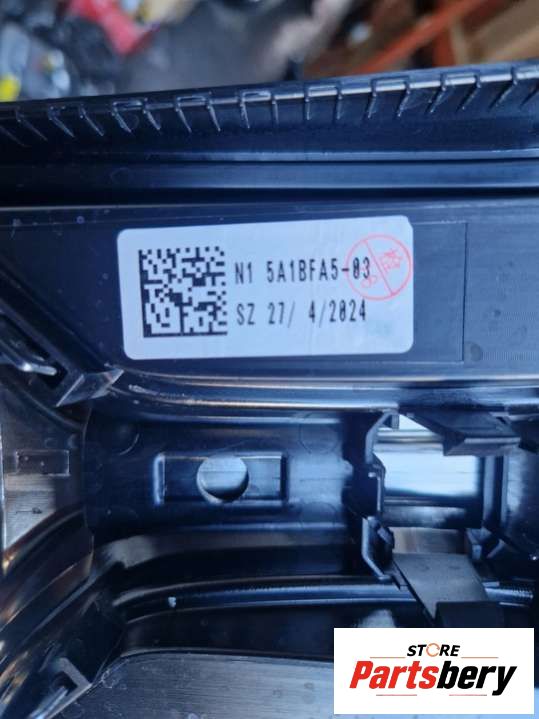 N1 5A1BFA5-03
SZ 27/ 4/2024
STORE
Partsbery